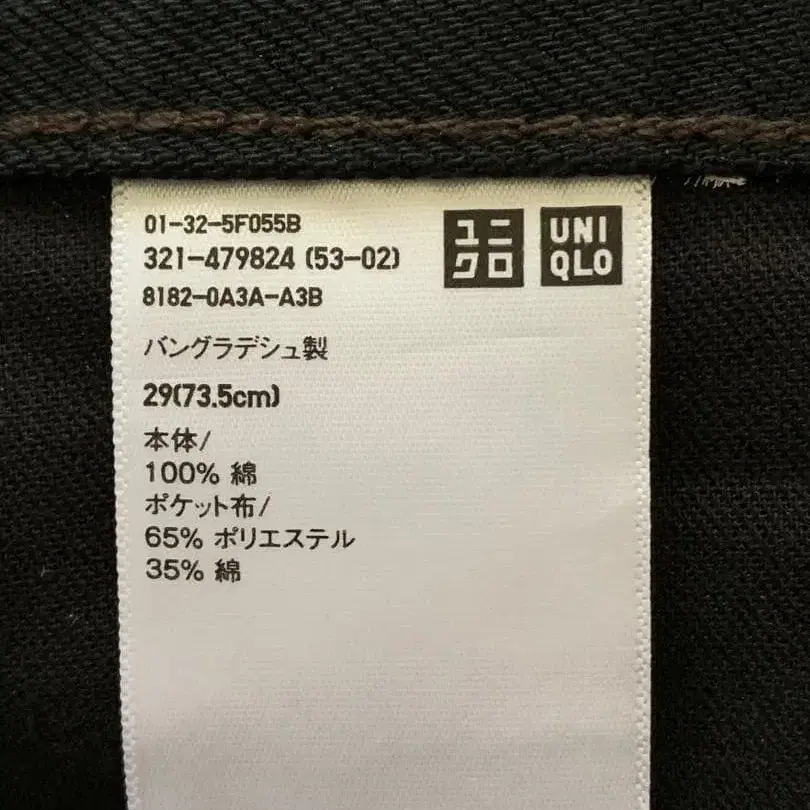 01-32-5F055B
321-479824 (53-02)
8182-0A3A-A3B
ユニ
クロ
UNI
QLO
バングラデシュ製
29(73.5cm)
本体/
100% 綿
ポケット布/
65% ポリエステル
35% 綿